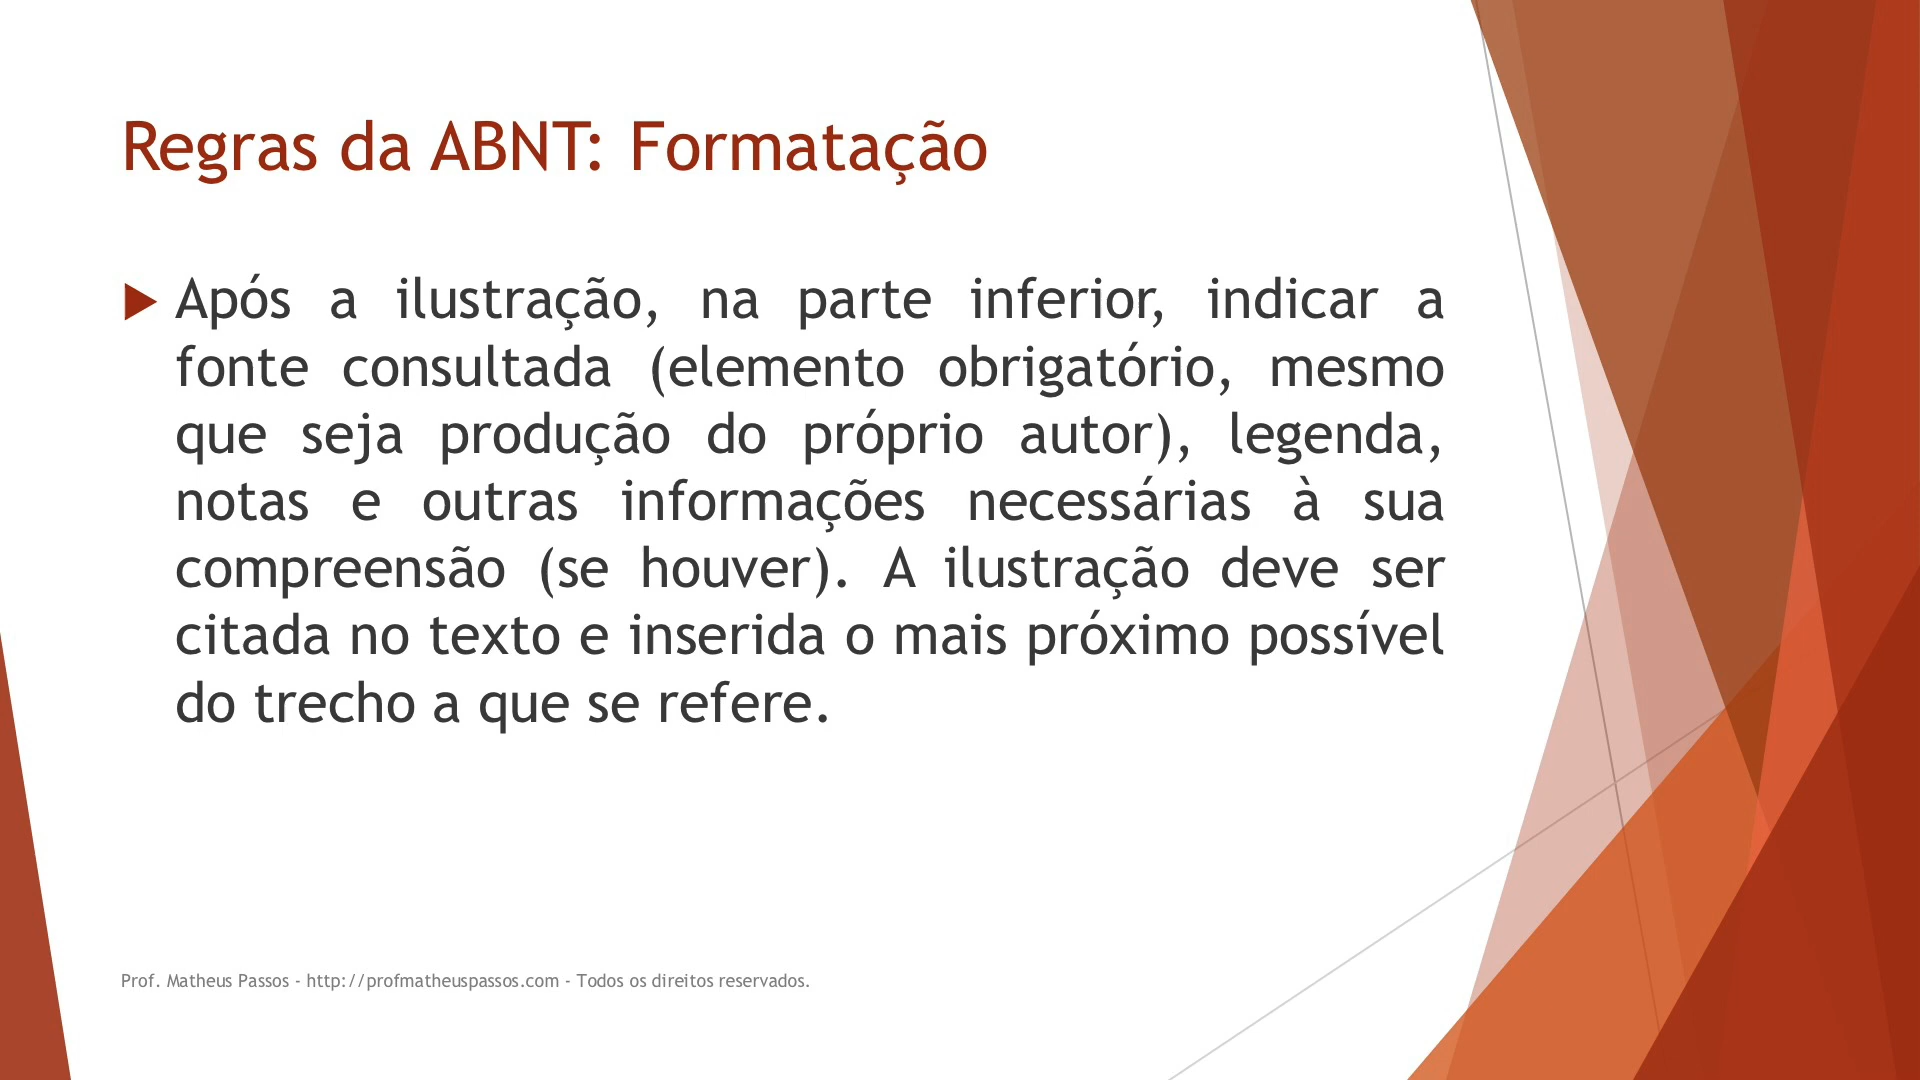 Regras da ABNT: Formatação
Após a ilustração, na parte inferior, indicar a
fonte consultada (elemento obrigatório, mesmo
que seja produção do próprio autor), legenda,
notas e outras informações necessárias à sua
compreensão (se houver). A ilustração deve ser
citada no texto e inserida o mais próximo possível
do trecho a que se refere.
Prof. Matheus Passos - http://profmatheuspassos.com - Todos os direitos reservados.